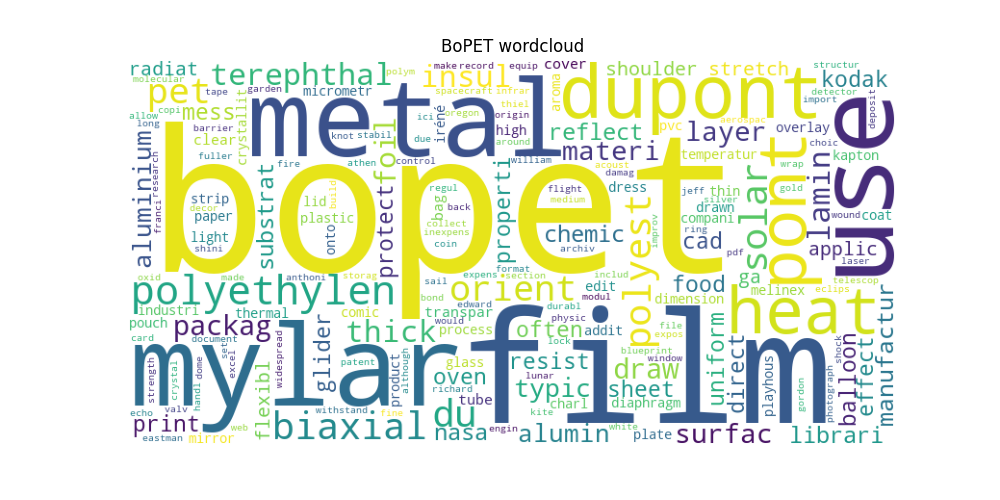 BoPET wordcloud
radiat
molecular
terephthal
polym
insul
make
record
equip
cover
shoulder
stretch
structur
kodak
detector
import
pet
tape
garden
micrometr
spacecraft
infrar
aroma
dupont
allow
copi
mess
crystallit
metal
iréné
oregon
ici
thiel
origin
high
around
reflect
pvc
aerospac
layer
overlay
choic
deposit
use
long
barrier
clear
knot
stabil
foil
due
materi
temperatur
kapton
aluminium
research
franci
fuller
fire
athen
control
william
acoust
damag
wrap
pont
lamin
strip
decor
paper
light
shini
substrat
bopet
lid
build
plastic
onto
protect
regul
bag
back
collect
inexpens
coin
properti
flight
medium
dress
jeff
thin
silver
drawn
compani
ring
gold
solar
wound
coat
chemic
archiv
polyest
improv
cad
pdf
applic
laser
oxid
made
anthoni
storag
sail
expens
section
format
includ
edit
food
ga
melinex
telescop
eclips
polyethylen
bond
orient
modul
dimension
industri
thermal
comic
transpar
edward
durabl
physic
file
expos
heat
manufactur
pouch
packag
glider
thick
would
process
often
addit
lock
blueprint
uniform
card
document
set
excel
widespread
patent
product
although
glass
oven
resist
window
draw
direct
playhous
shock
balloon
effect
mylar
film
strength
crystal
handl
dome
flexibl
lunar
typic
sheet
tube
richard
charl
diaphragm
gordon
photograph
echo
valv
print
web
withstand
fine
du
kite
white
eastman
mirror
biaxial
nasa
engin
alumin
plate
surfac
librari